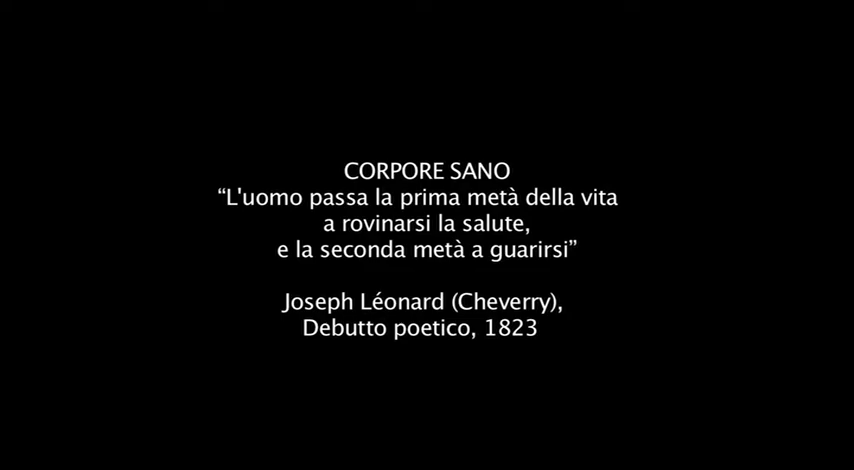 CORPORE SANO
“L'uomo passa la prima metà della vita
a rovinarsi la salute,
e la seconda metà a guarirsi”
Joseph Léonard (Cheverry),
Debutto poetico, 1823